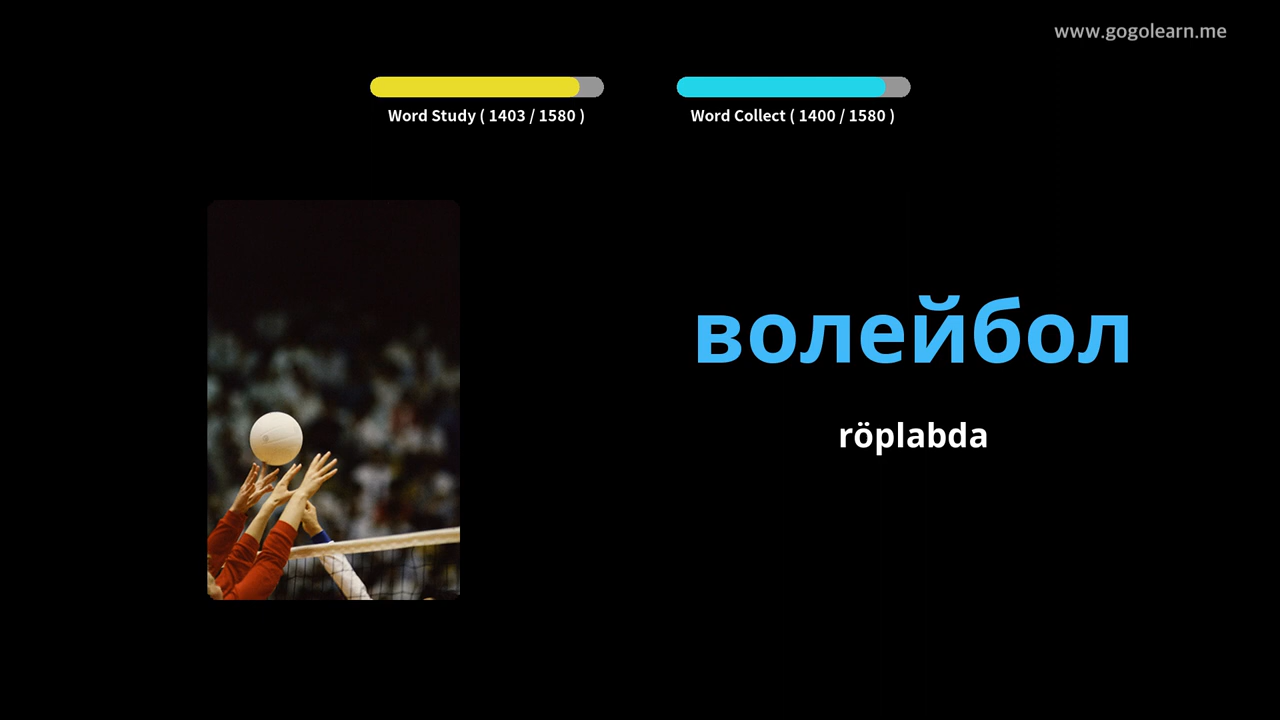 www.gogolearn.me
Word Study ( 1403 / 1580 )
Word Collect ( 1400 / 1580 )
волейбол
röplabda